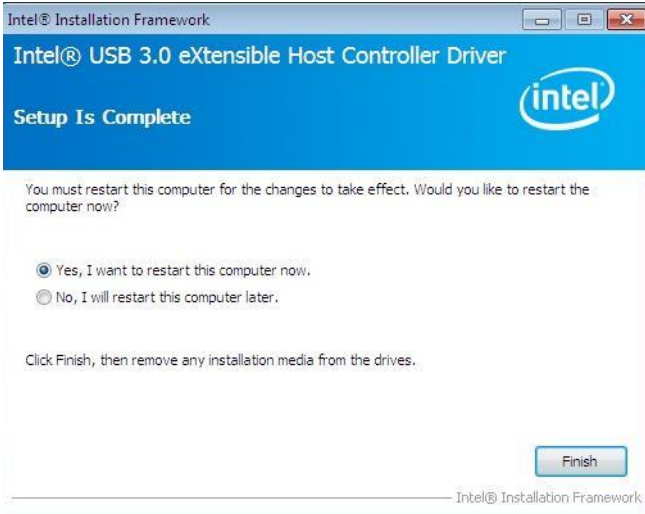 Intel® Installation Framework
Intel® USB 3.0 eXtensible Host Controller Driver
intel
Setup Is Complete
You must restart this computer for the changes to take effect. Would you like to restart the
computer now?
Yes, I want to restart this computer now.
No, I will restart this computer later.
Click Finish, then remove any installation media from the drives.
Finish
Intel® Installation Framework